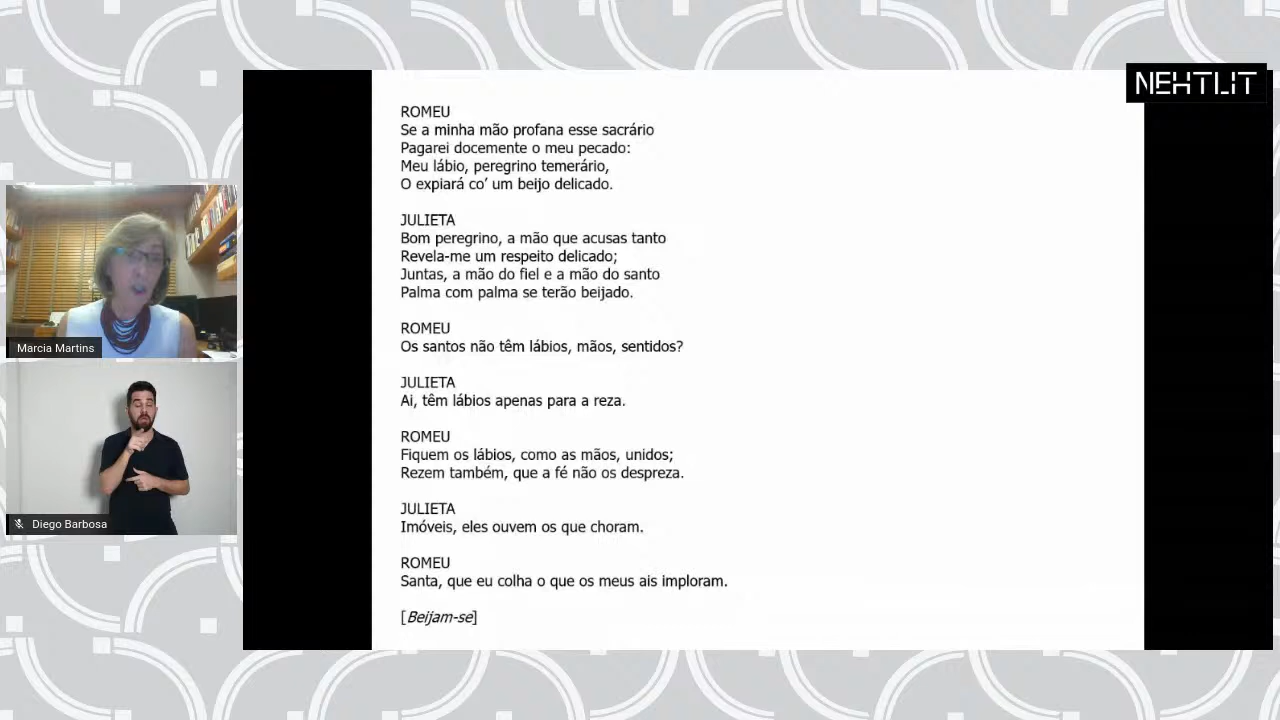 NEHTLIT
ROMEU
Se a minha mão profana esse sacrário
Pagarei docemente o meu pecado:
Meu lábio, peregrino temerário,
O expiará co’ um beijo delicado.
JULIETA
Bom peregrino, a mão que acusas tanto
Revela-me um respeito delicado;
Juntas, a mão do fiel e a mão do santo
Palma com palma se terão beijado.
ROMEU
Os santos não têm lábios, mãos, sentidos?
JULIETA
Ai, têm lábios apenas para a reza.
ROMEU
Fiquem os lábios, como as mãos, unidos;
Rezem também, que a fé não os despreza.
JULIETA
Imóveis, eles ouvem os que choram.
ROMEU
Santa, que eu colha o que os meus ais imploram.
[Beijam-se]
Marcia Martins
Diego Barbosa